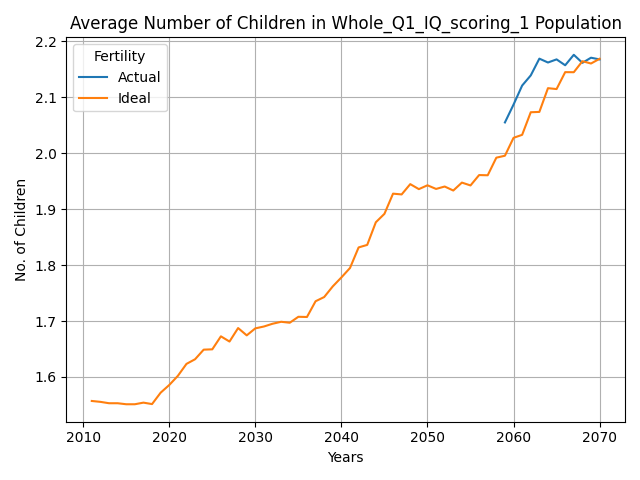 Average Number of Children in Whole_Q1_IQ_scoring_1 Population
Fertility
Actual
Ideal
No. of Children
2.2
2.1
2.0
1.9
1.8
1.7
1.6
2010 2020 2030 2040 2050 2060 2070
Years